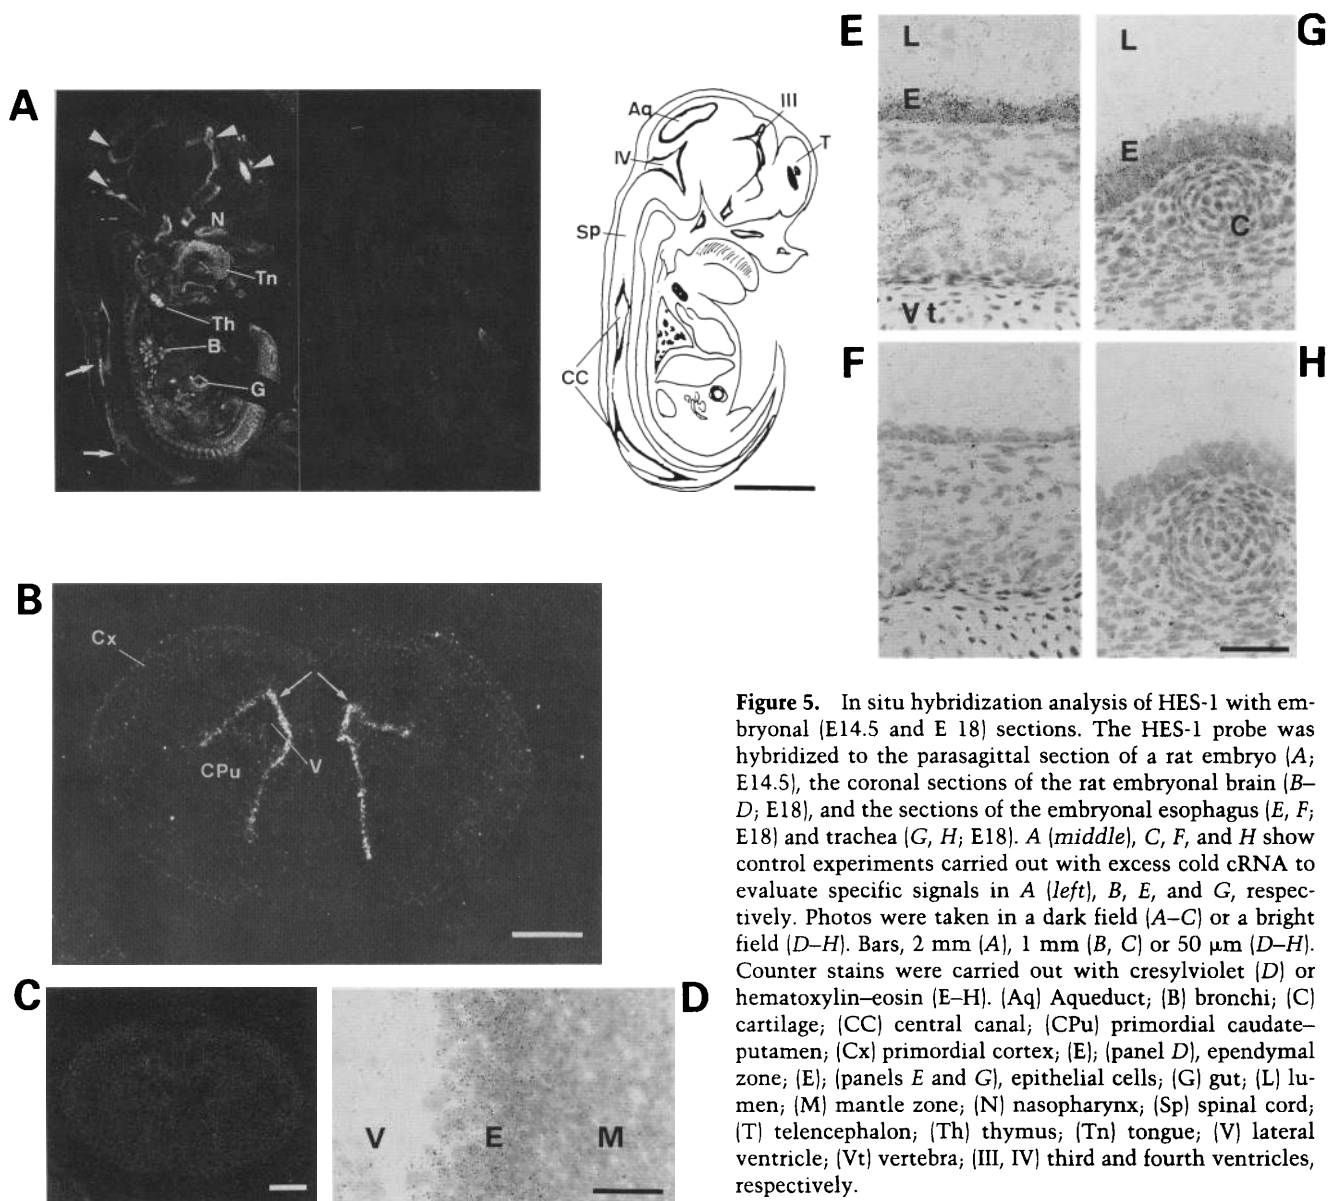 A
N
Tn
Th
B
G
Aq
III
IV
T
SP
CC
E
L
E
Vt
G
L
E
C
F
H
B
Cx
CPu
V
C
D
V
E
M
Figure 5. In situ hybridization analysis of HES-1 with em-
bryonal (E14.5 and E 18) sections. The HES-1 probe was
hybridized to the parasagittal section of a rat embryo (A;
E14.5), the coronal sections of the rat embryonal brain (B–
D; E18), and the sections of the embryonal esophagus (E, F;
E18) and trachea (G, H; E18). A (middle), C, F, and H show
control experiments carried out with excess cold cRNA to
evaluate specific signals in A (left), B, E, and G, respec-
tively. Photos were taken in a dark field (A–C) or a bright
field (D–H). Bars, 2 mm (A), 1 mm (B, C) or 50 μm (D–H).
Counter stains were carried out with cresylviolet (D) or
hematoxylin–eosin (E–H). (Aq) Aqueduct; (B) bronchi; (C)
cartilage; (CC) central canal; (CPu) primordial caudate–
putamen; (Cx) primordial cortex; (E); (panel D), ependymal
zone; (E); (panels E and G), epithelial cells; (G) gut; (L) lu-
men; (M) mantle zone; (N) nasopharynx; (Sp) spinal cord;
(T) telencephalon; (Th) thymus; (Tn) tongue; (V) lateral
ventricle; (Vt) vertebra; (III, IV) third and fourth ventricles,
respectively.